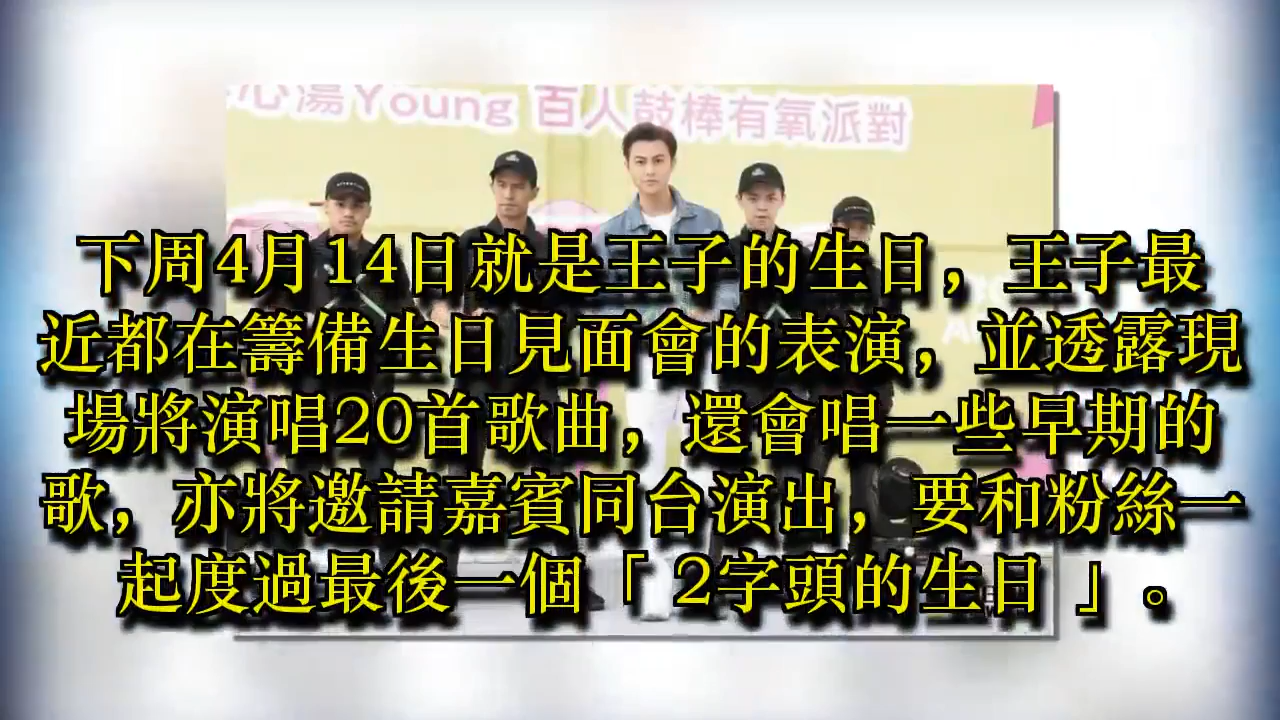 心湯Young 百人鼓棒有氧派對
下周4月14日就是王子的生日，王子最
近都在籌備生日見面會的表演，並透露現
場將演唱20首歌曲，還會唱一些早期的
歌，亦將邀請嘉賓同台演出，要和粉絲一
起度過最後一個「 2字頭的生日 」。